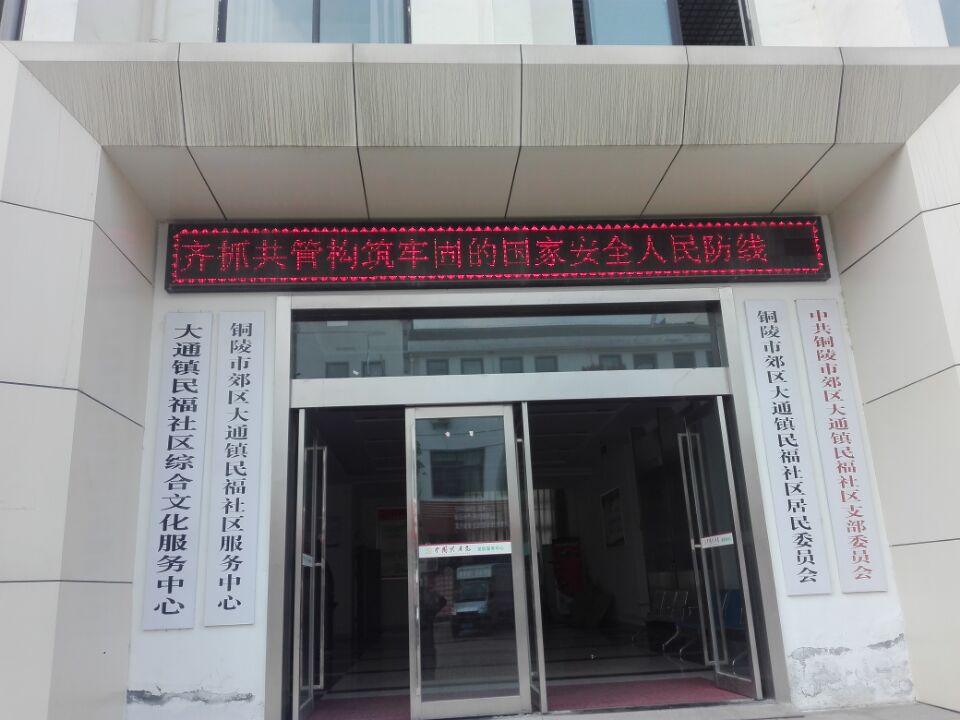 齐抓共管构筑牢固的国家安全人民防线
大通镇民福社区综合文化服务中心
铜陵市郊区大通镇民福社区服务中心
铜陵市郊区大通镇民福社区居民委员会
中共铜陵市郊区大通镇民福社区支部委员会